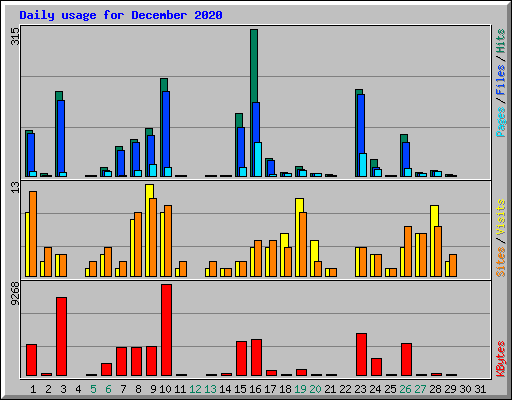 Daily usage for December 2020
315
Pages / Files / Hits
13
Sites / Visits
9268
KBytes
1 2 3 4 5 6 7 8 9 10 11 12 13 14 15 16 17 18 19 20 21 22 23 24 25 26 27 28 29 30 31